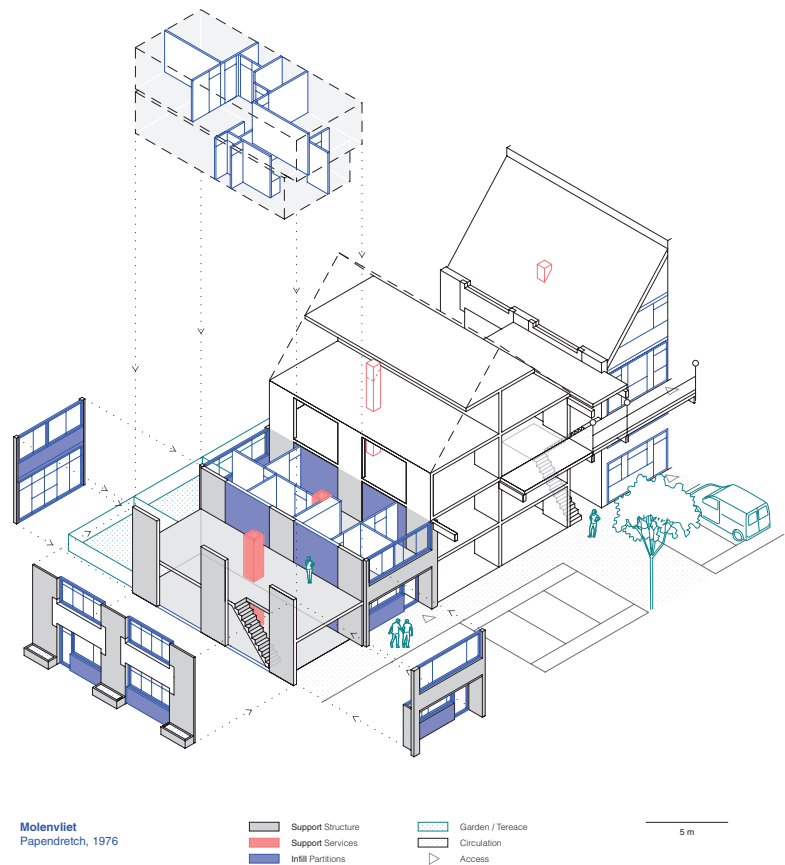 Molenvliet
Papendretch, 1976
Support Structure
Support Services
Infill Partitions
Garden / Tereace
Circulation
Access
5 m